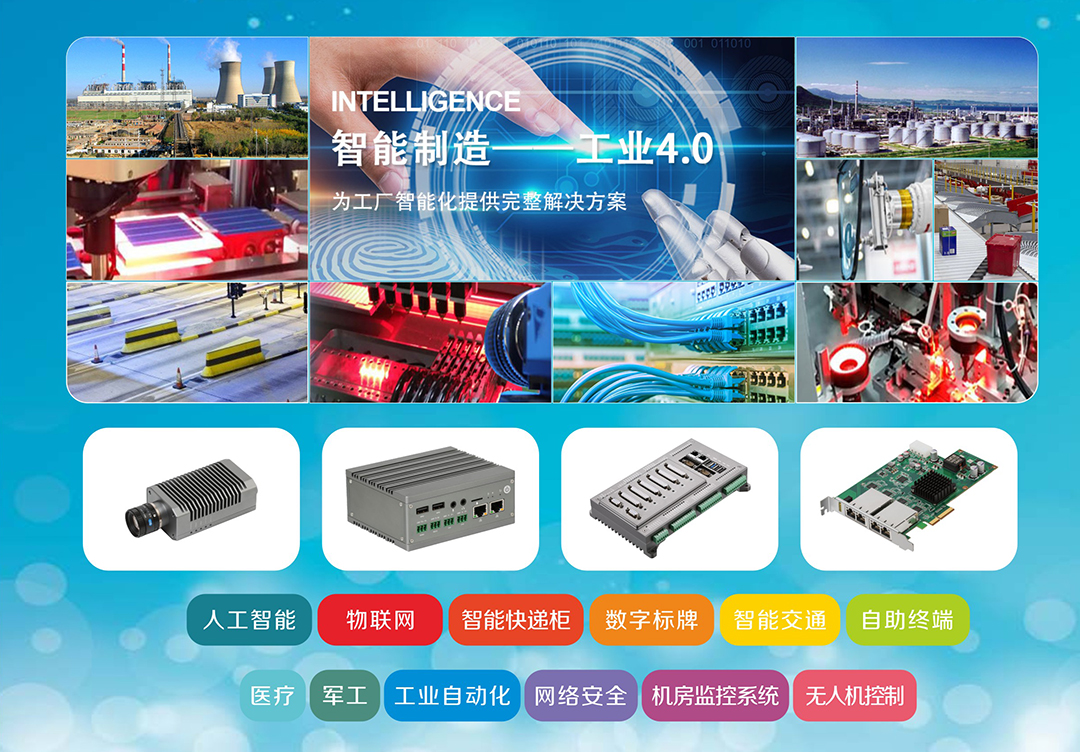 INTELLIGENCE
智能制造——工业4.0
为工厂智能化提供完整解决方案
人工智能
物联网
智能快递柜
数字标牌
智能交通
自助终端
医疗
军工
工业自动化
网络安全
机房监控系统
无人机控制